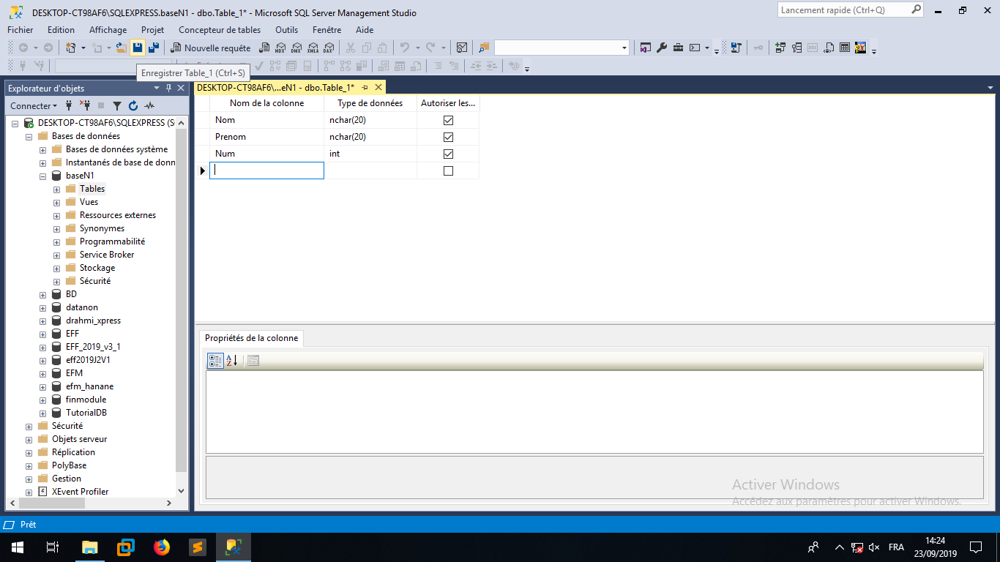 DESKTOP-CT98AF6\SQLEXPRESS.baseN1 - dbo.Table_1* - Microsoft SQL Server Management Studio
Lancement rapide (Ctrl+Q)
Fichier Edition Affichage Projet Concepteur de tables Outils Fenêtre Aide
Nouvelle requête MDX DMX XMLA DAX
Enregistrer Table_1 (Ctrl+S)
Explorateur d'objets
DESKTOP-CT98AF6\...eN1 - dbo.Table_1*
Connecter
DESKTOP-CT98AF6\SQLEXPRESS (S
Bases de données
Bases de données système
Instantanés de base de donn
baseN1
Tables
Vues
Ressources externes
Synonymes
Programmabilité
Service Broker
Stockage
Sécurité
BD
datanon
drahmi_xpress
EFF
EFF_2019_v3_1
eff2019J2V1
EFM
efm_hanane
finmodule
TutorialDB
Sécurité
Objets serveur
Réplication
PolyBase
Gestion
XEvent Profiler
Nom de la colonne Type de données Autoriser les...
Nom nchar(20)
Prenom nchar(20)
Num int
Propriétés de la colonne
Activer Windows
Accédez aux paramètres pour activer Windows.
Prêt
FRA
14:24
23/09/2019